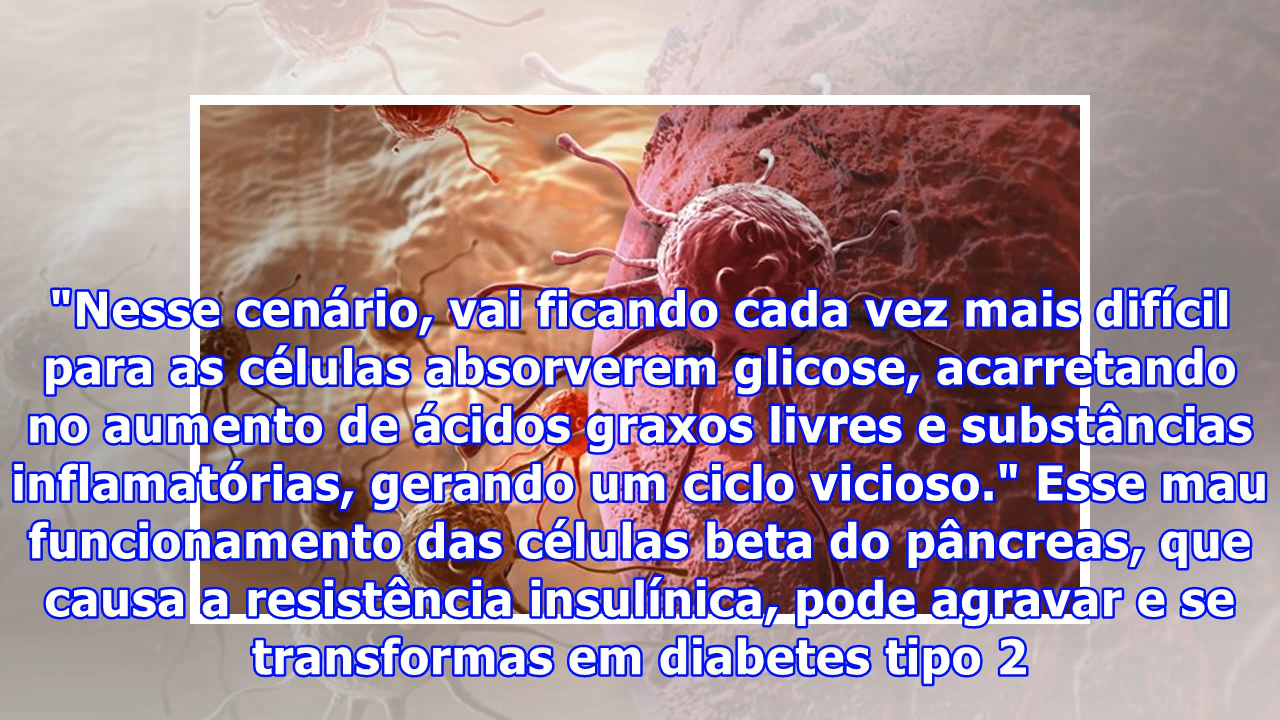 "Nesse cenário, vai ficando cada vez mais difícil
para as células absorverem glicose, acarretando
no aumento de ácidos graxos livres e substâncias
inflamatórias, gerando um ciclo vicioso." Esse mau
funcionamento das células beta do pâncreas, que
causa a resistência insulínica, pode agravar e se
transformas em diabetes tipo 2